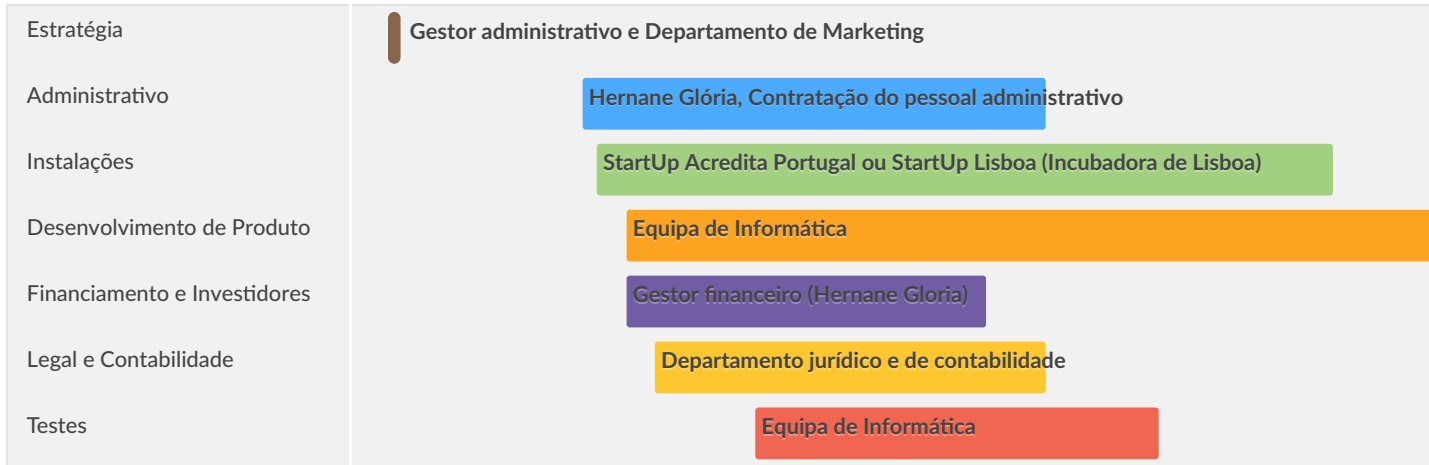 Estratégia
Gestor administrativo e Departamento de Marketing
Administrativo
Hernane Glória, Contratação do pessoal administrativo
Instalações
StartUp Acredita Portugal ou StartUp Lisboa (Incubadora de Lisboa)
Desenvolvimento de Produto
Equipa de Informática
Financiamento e Investidores
Gestor financeiro (Hernane Gloria)
Legal e Contabilidade
Departamento jurídico e de contabilidade
Testes
Equipa de Informática